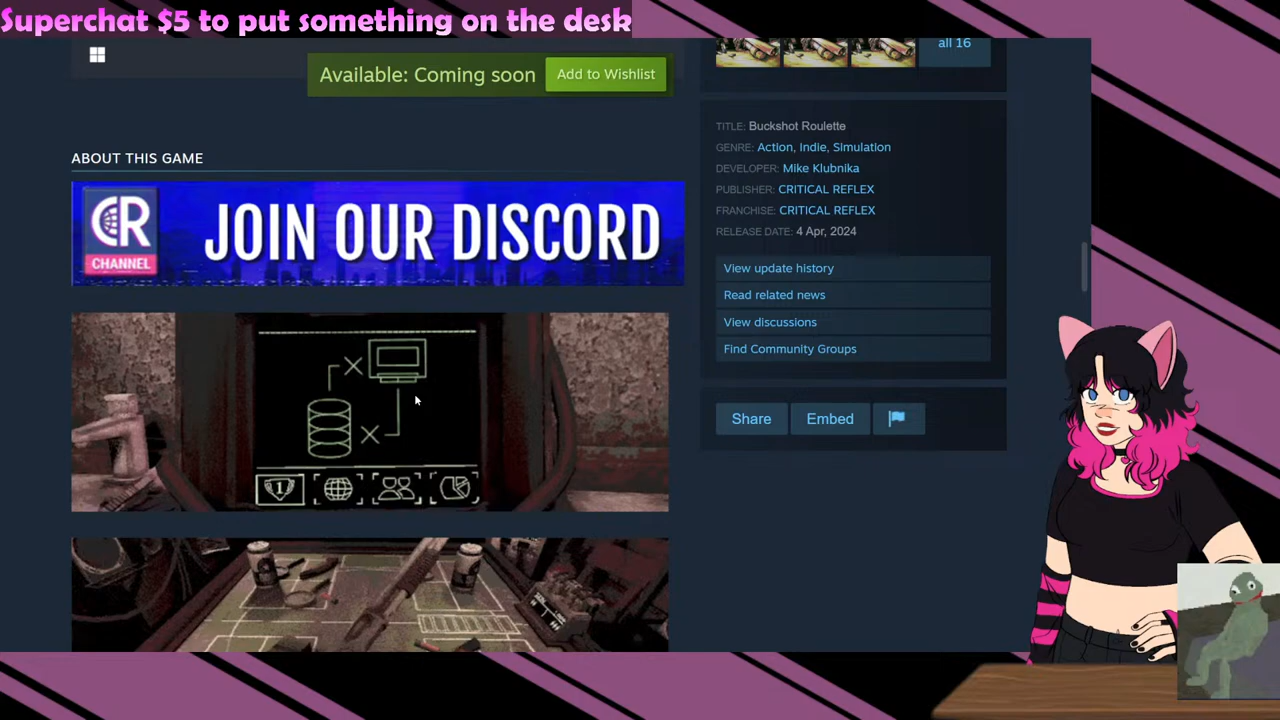 Superchat $5 to put something on the desk
Available: Coming soon
Add to Wishlist
all 16
ABOUT THIS GAME
CR
CHANNEL
JOIN OUR DISCORD
1
TITLE: Buckshot Roulette
GENRE: Action, Indie, Simulation
DEVELOPER: Mike Klubnika
PUBLISHER: CRITICAL REFLEX
FRANCHISE: CRITICAL REFLEX
RELEASE DATE: 4 Apr, 2024
View update history
Read related news
View discussions
Find Community Groups
Share
Embed